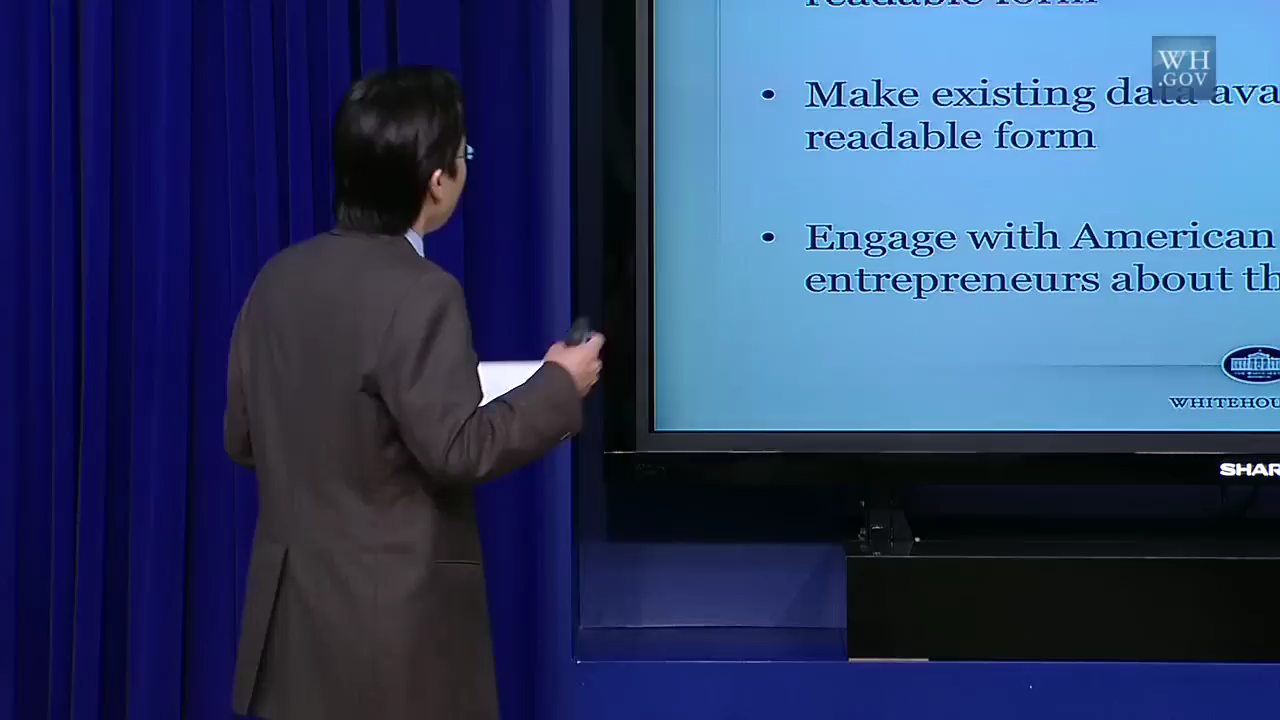 readable form
WH
.GOV
• Make existing data ava
readable form
• Engage with American
entrepreneurs about th
WHITEHOU
SHAR